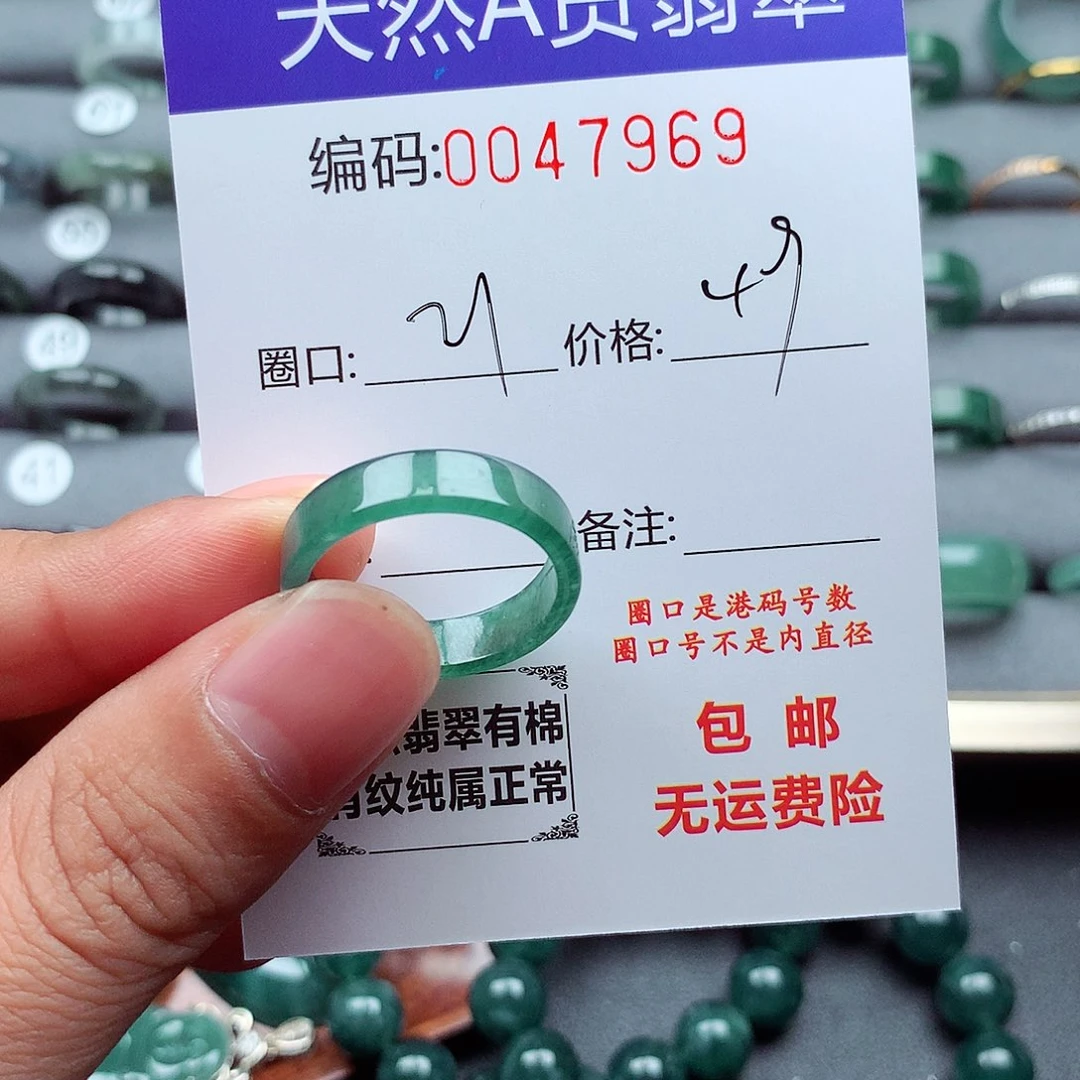 天然A货翡翠
编码:0047969
圈口: 21 价格: 49
备注:
圈口是港码号数
圈口号不是内直径
翡翠有棉
纹纯属正常
包邮
无运费险
41
49